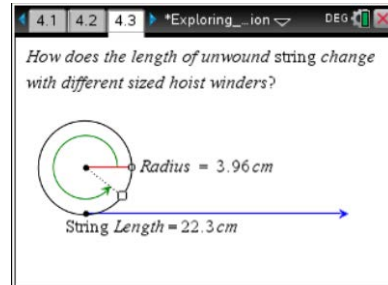 4.1 4.2 4.3 *Exploring_...ion DEG
How does the length of unwound string change
with different sized hoist winders?
Radius = 3.96 cm
String Length = 22.3 cm